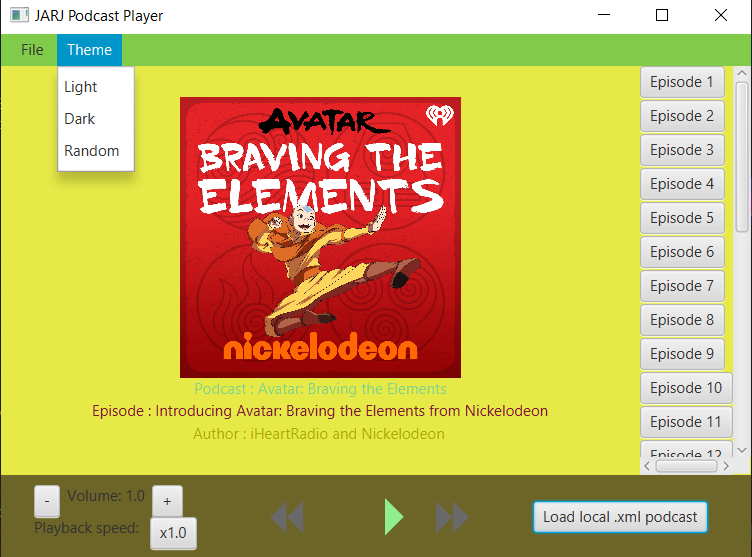 JARJ Podcast Player
File Theme
Light
Dark
Random
AVATAR
BRAVING THE
ELEMENTS
nickelodeon
Podcast : Avatar: Braving the Elements
Episode : Introducing Avatar: Braving the Elements from Nickelodeon
Author : iHeartRadio and Nickelodeon
Episode 1
Episode 2
Episode 3
Episode 4
Episode 5
Episode 6
Episode 7
Episode 8
Episode 9
Episode 10
Episode 11
Episode 12
- Volume: 1.0 +
Playback speed: x1.0
Load local .xml podcast